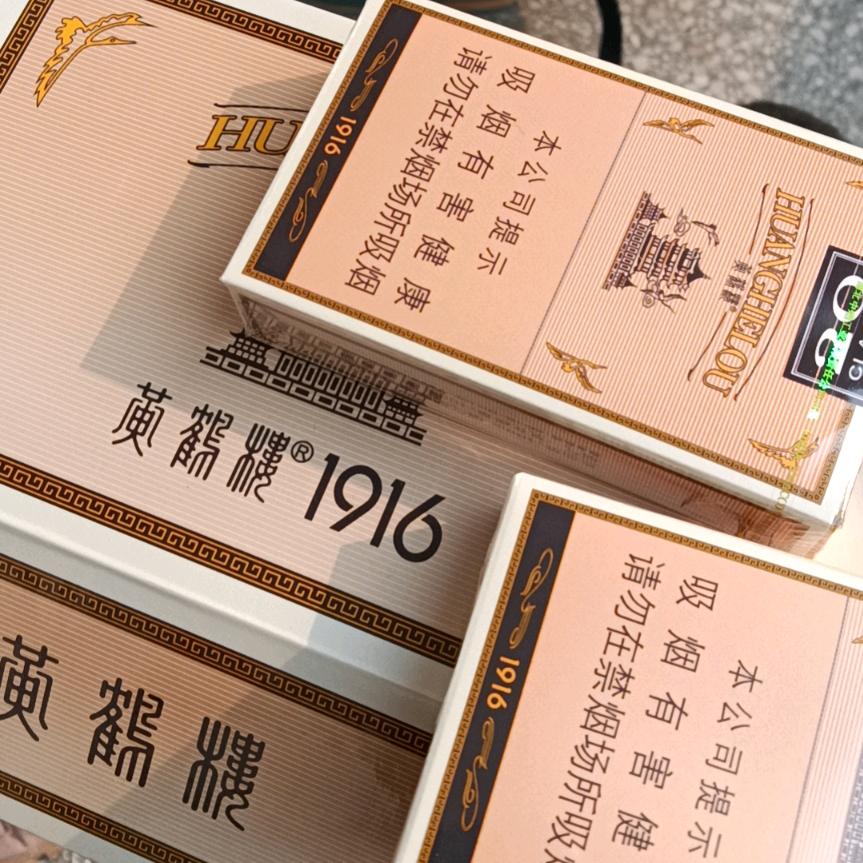 HU
黄鹤楼®1916
黄鹤楼
1916
本公司提示
吸烟有害健康
请勿在禁烟场所吸烟
HUANGHELOU
黄鹤楼
1916
本公司提示
吸烟有害健
请勿在禁烟场所吸